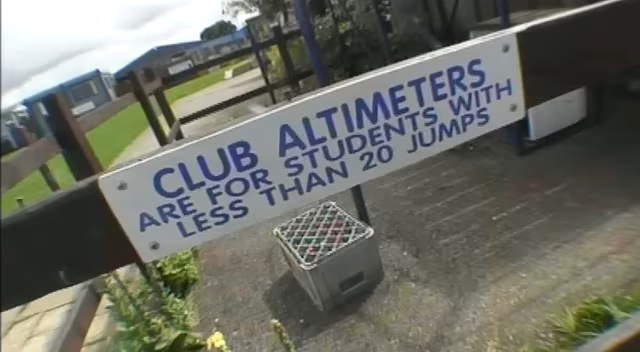 CLUB ALTIMETERS
ARE FOR STUDENTS WITH
LESS THAN 20 JUMPS